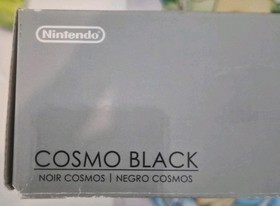 Nintendo
COSMO BLACK
NOIR COSMOS | NEGRO COSMOS